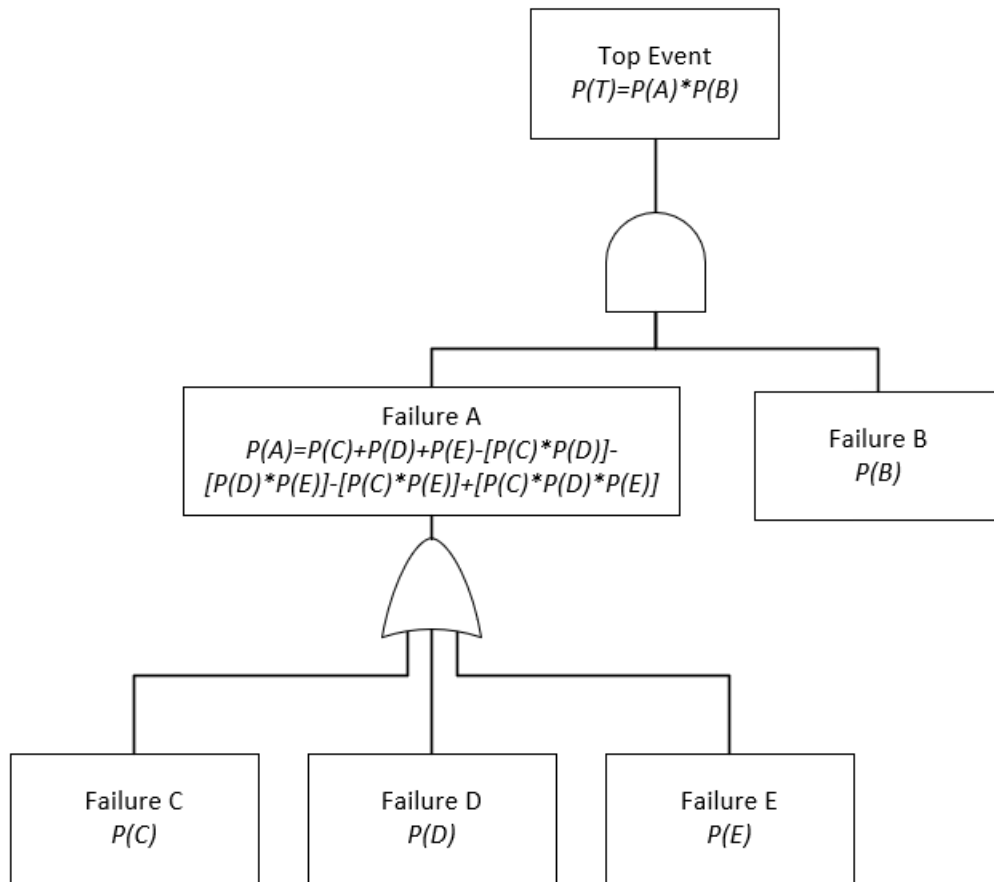 Top Event
P(T)=P(A)*P(B)
Failure A
P(A)=P(C)+P(D)+P(E)-[P(C)*P(D)]-
[P(D)*P(E)]-[P(C)*P(E)]+[P(C)*P(D)*P(E)]
Failure B
P(B)
Failure C
P(C)
Failure D
P(D)
Failure E
P(E)